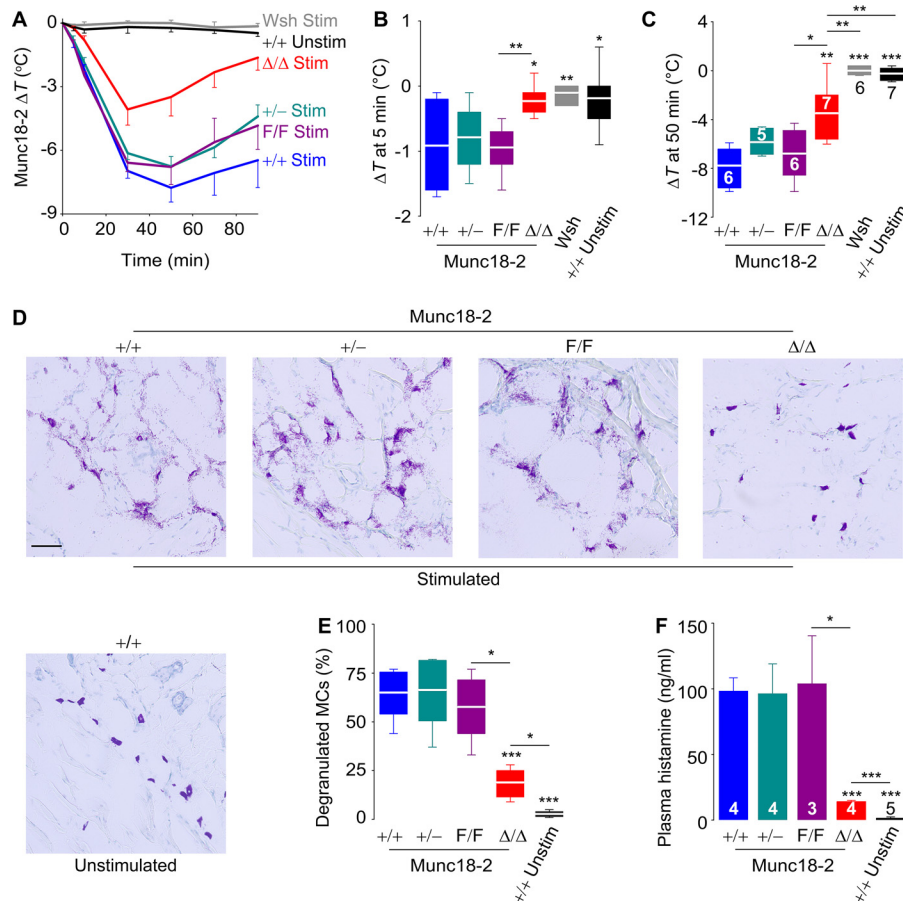 A
Munc18-2 ΔT (°C)
0
-3
-6
-9
0 20 40 60 80
Time (min)
Wsh Stim
+/+ Unstim
Δ/Δ Stim
+/− Stim
F/F Stim
+/+ Stim
B
ΔT at 5 min (°C)
1
0
-1
-2
**
*
**
*
+/+ +/− F/F Δ/Δ Wsh +/+ Unstim
Munc18-2
C
ΔT at 50 min (°C)
0
-4
-8
-12
**
* **
** *** ***
6 5 6 7 6 7
+/+ +/− F/F Δ/Δ Wsh +/+ Unstim
Munc18-2
D
Munc18-2
+/+ +/− F/F Δ/Δ
Stimulated
+/+
Unstimulated
E
Degranulated MCs (%)
100
75
50
25
0
*
*
*** ***
+/+ +/− F/F Δ/Δ +/+ Unstim
Munc18-2
F
Plasma histamine (ng/ml)
150
100
50
0
*
***
*** ***
4 4 3 4 5
+/+ +/− F/F Δ/Δ +/+ Unstim
Munc18-2